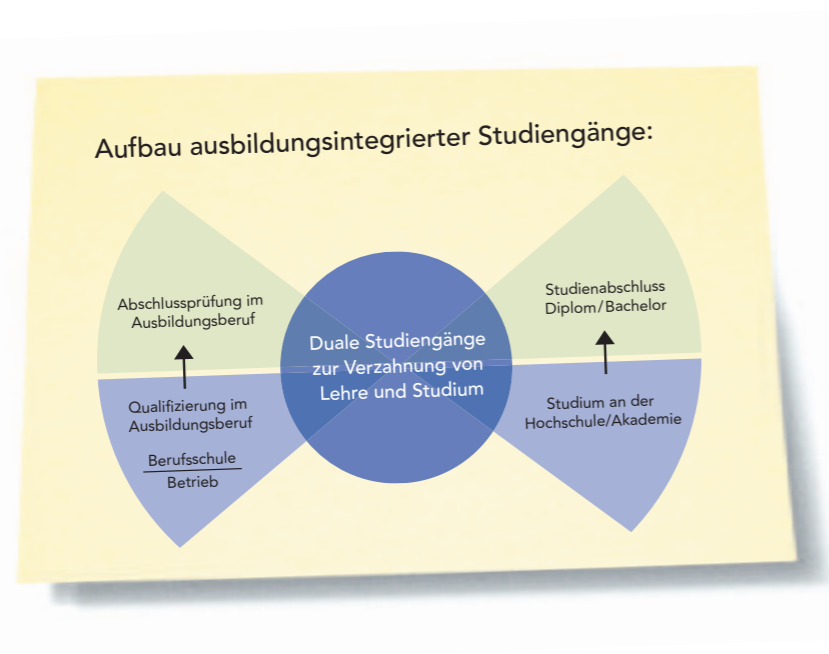 Aufbau ausbildungsintegrierter Studiengänge:
Abschlussprüfung im
Ausbildungsberuf
Qualifizierung im
Ausbildungsberuf
Berufsschule
Betrieb
Duale Studiengänge
zur Verzahnung von
Lehre und Studium
Studienabschluss
Diplom/Bachelor
Studium an der
Hochschule/Akademie